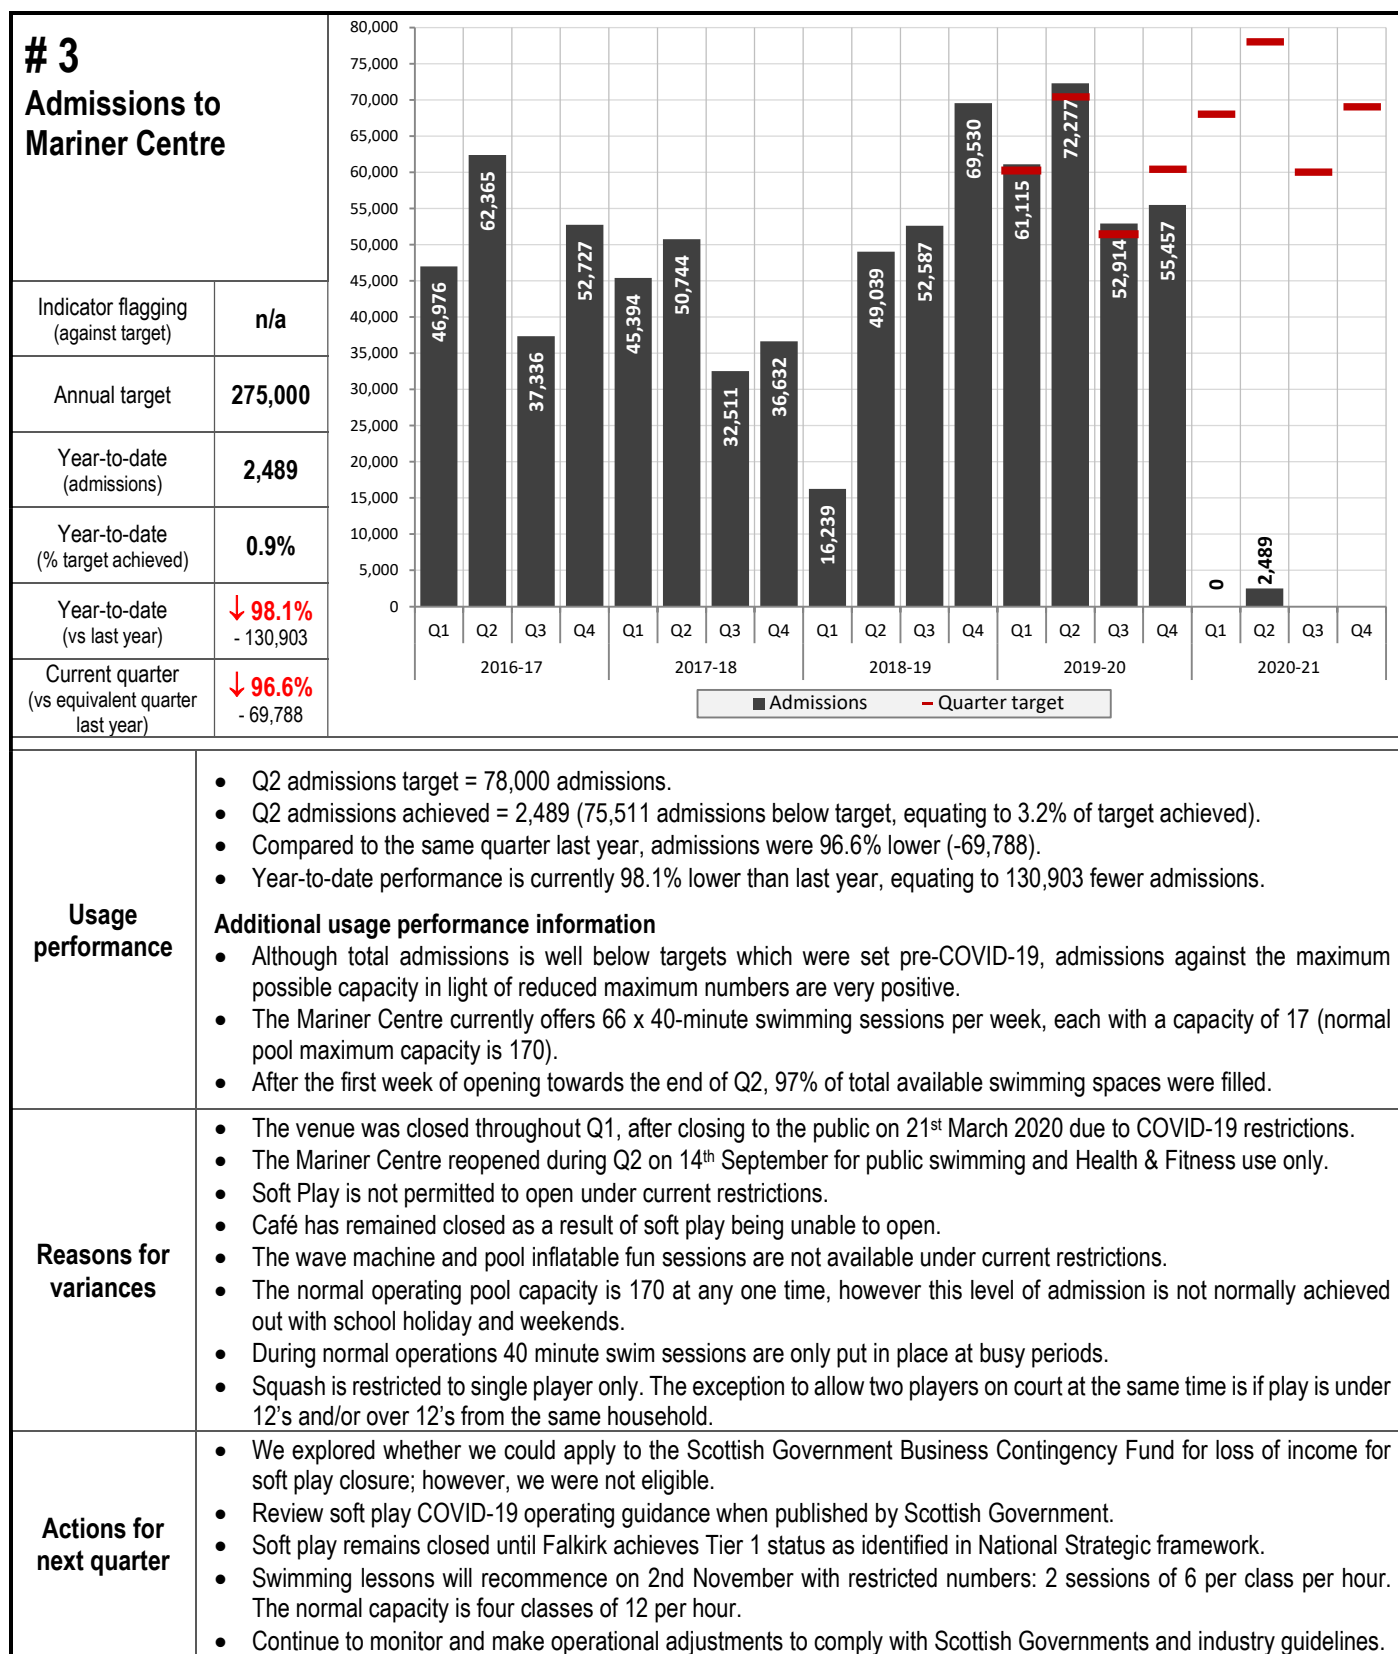 # 3
Admissions to
Mariner Centre
Indicator flagging
(against target)
n/a
Annual target
275,000
Year-to-date
(admissions)
2,489
Year-to-date
(% target achieved)
0.9%
Year-to-date
(vs last year)
↓ 98.1%
- 130,903
Current quarter
(vs equivalent quarter
last year)
↓ 96.6%
- 69,788
80,000
75,000
70,000
65,000
60,000
55,000
50,000
45,000
40,000
35,000
30,000
25,000
20,000
15,000
10,000
5,000
0
46,976
62,365
37,336
52,727
45,394
50,744
32,511
36,632
16,239
49,039
52,587
69,530
61,115
72,277
52,914
55,457
0
2,489
Q1 Q2 Q3 Q4 Q1 Q2 Q3 Q4 Q1 Q2 Q3 Q4 Q1 Q2 Q3 Q4 Q1 Q2 Q3 Q4
2016-17 2017-18 2018-19 2019-20 2020-21
Admissions Quarter target
Usage
performance
• Q2 admissions target = 78,000 admissions.
• Q2 admissions achieved = 2,489 (75,511 admissions below target, equating to 3.2% of target achieved).
• Compared to the same quarter last year, admissions were 96.6% lower (-69,788).
• Year-to-date performance is currently 98.1% lower than last year, equating to 130,903 fewer admissions.
Additional usage performance information
• Although total admissions is well below targets which were set pre-COVID-19, admissions against the maximum
possible capacity in light of reduced maximum numbers are very positive.
• The Mariner Centre currently offers 66 x 40-minute swimming sessions per week, each with a capacity of 17 (normal
pool maximum capacity is 170).
• After the first week of opening towards the end of Q2, 97% of total available swimming spaces were filled.
Reasons for
variances
• The venue was closed throughout Q1, after closing to the public on 21st March 2020 due to COVID-19 restrictions.
• The Mariner Centre reopened during Q2 on 14th September for public swimming and Health & Fitness use only.
• Soft Play is not permitted to open under current restrictions.
• Café has remained closed as a result of soft play being unable to open.
• The wave machine and pool inflatable fun sessions are not available under current restrictions.
• The normal operating pool capacity is 170 at any one time, however this level of admission is not normally achieved
out with school holiday and weekends.
• During normal operations 40 minute swim sessions are only put in place at busy periods.
• Squash is restricted to single player only. The exception to allow two players on court at the same time is if play is under
12's and/or over 12's from the same household.
Actions for
next quarter
• We explored whether we could apply to the Scottish Government Business Contingency Fund for loss of income for
soft play closure; however, we were not eligible.
• Review soft play COVID-19 operating guidance when published by Scottish Government.
• Soft play remains closed until Falkirk achieves Tier 1 status as identified in National Strategic framework.
• Swimming lessons will recommence on 2nd November with restricted numbers: 2 sessions of 6 per class per hour.
The normal capacity is four classes of 12 per hour.
• Continue to monitor and make operational adjustments to comply with Scottish Governments and industry guidelines.